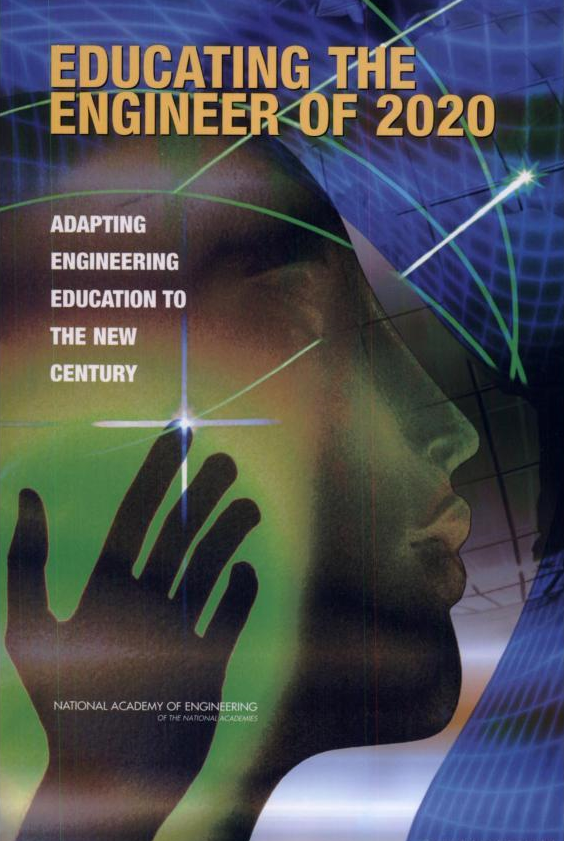 EDUCATING THE
ENGINEER OF 2020
ADAPTING
ENGINEERING
EDUCATION TO
THE NEW
CENTURY
NATIONAL ACADEMY OF ENGINEERING
OF THE NATIONAL ACADEMIES